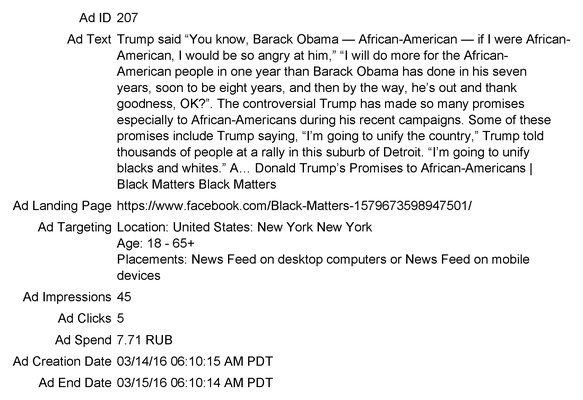 Ad ID 207
Ad Text Trump said “You know, Barack Obama — African-American — if I were African-
American, I would be so angry at him,” “I will do more for the African-
American people in one year than Barack Obama has done in his seven
years, soon to be eight years, and then by the way, he’s out and thank
goodness, OK?”. The controversial Trump has made so many promises
especially to African-Americans during his recent campaigns. Some of these
promises include Trump saying, “I’m going to unify the country,” Trump told
thousands of people at a rally in this suburb of Detroit. “I’m going to unify
blacks and whites.” A… Donald Trump’s Promises to African-Americans |
Black Matters Black Matters
Ad Landing Page https://www.facebook.com/Black-Matters-1579673598947501/
Ad Targeting Location: United States: New York New York
Age: 18 - 65+
Placements: News Feed on desktop computers or News Feed on mobile
devices
Ad Impressions 45
Ad Clicks 5
Ad Spend 7.71 RUB
Ad Creation Date 03/14/16 06:10:15 AM PDT
Ad End Date 03/15/16 06:10:14 AM PDT